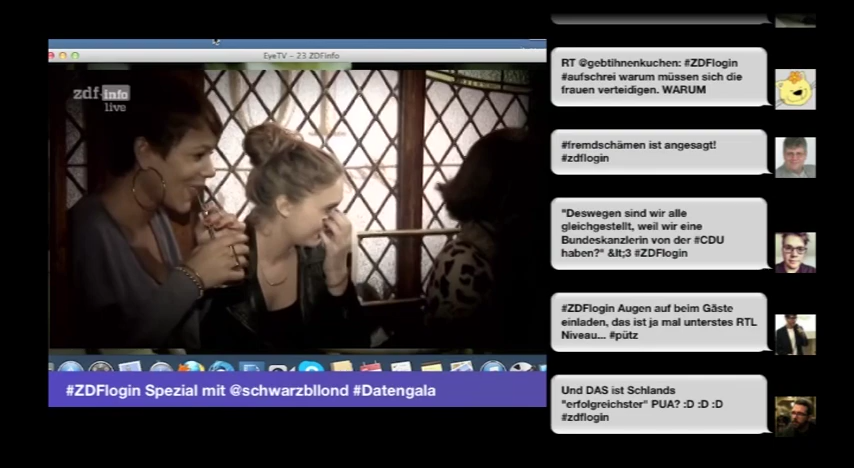 EyeTV – 23 ZDFinfo
zdf.info
live
#ZDFlogin Spezial mit @schwarzbllond #Datengala
RT @gebtihnenkuchen: #ZDFlogin
#aufschrei warum müssen sich die
frauen verteidigen. WARUM
#fremdschämen ist angesagt!
#zdflogin
"Deswegen sind wir alle
gleichgestellt, weil wir eine
Bundeskanzlerin von der #CDU
haben?" &lt;3 #ZDFlogin
#ZDFlogin Augen auf beim Gäste
einladen, das ist ja mal unterstes RTL
Niveau... #pütz
Und DAS ist Schlands
"erfolgreichster" PUA? :D :D :D
#zdflogin